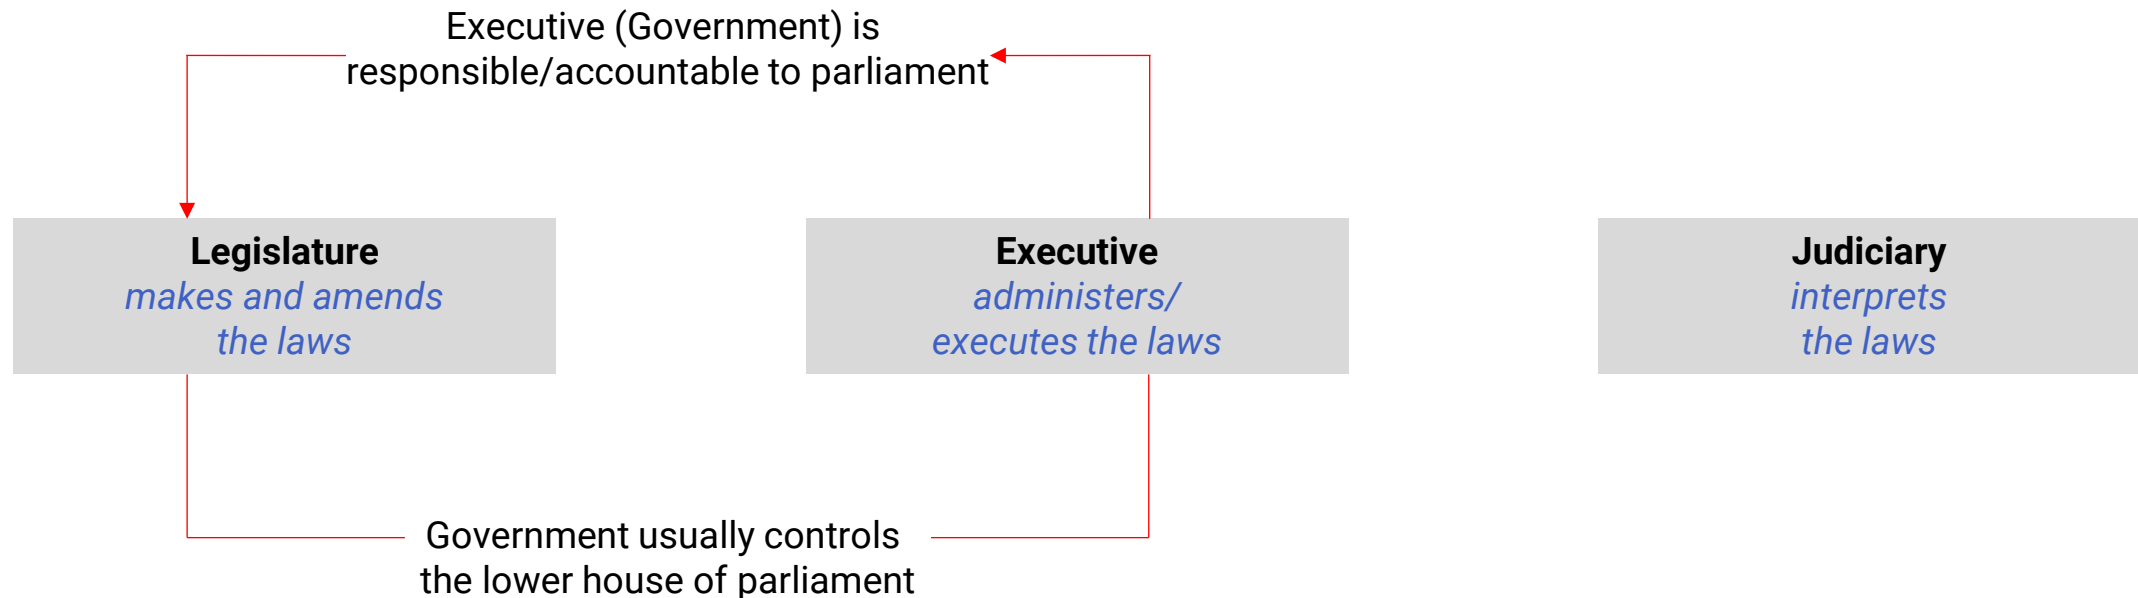 Executive (Government) is
responsible/accountable to parliament
Legislature
makes and amends
the laws
Executive
administers/
executes the laws
Judiciary
interprets
the laws
Government usually controls
the lower house of parliament